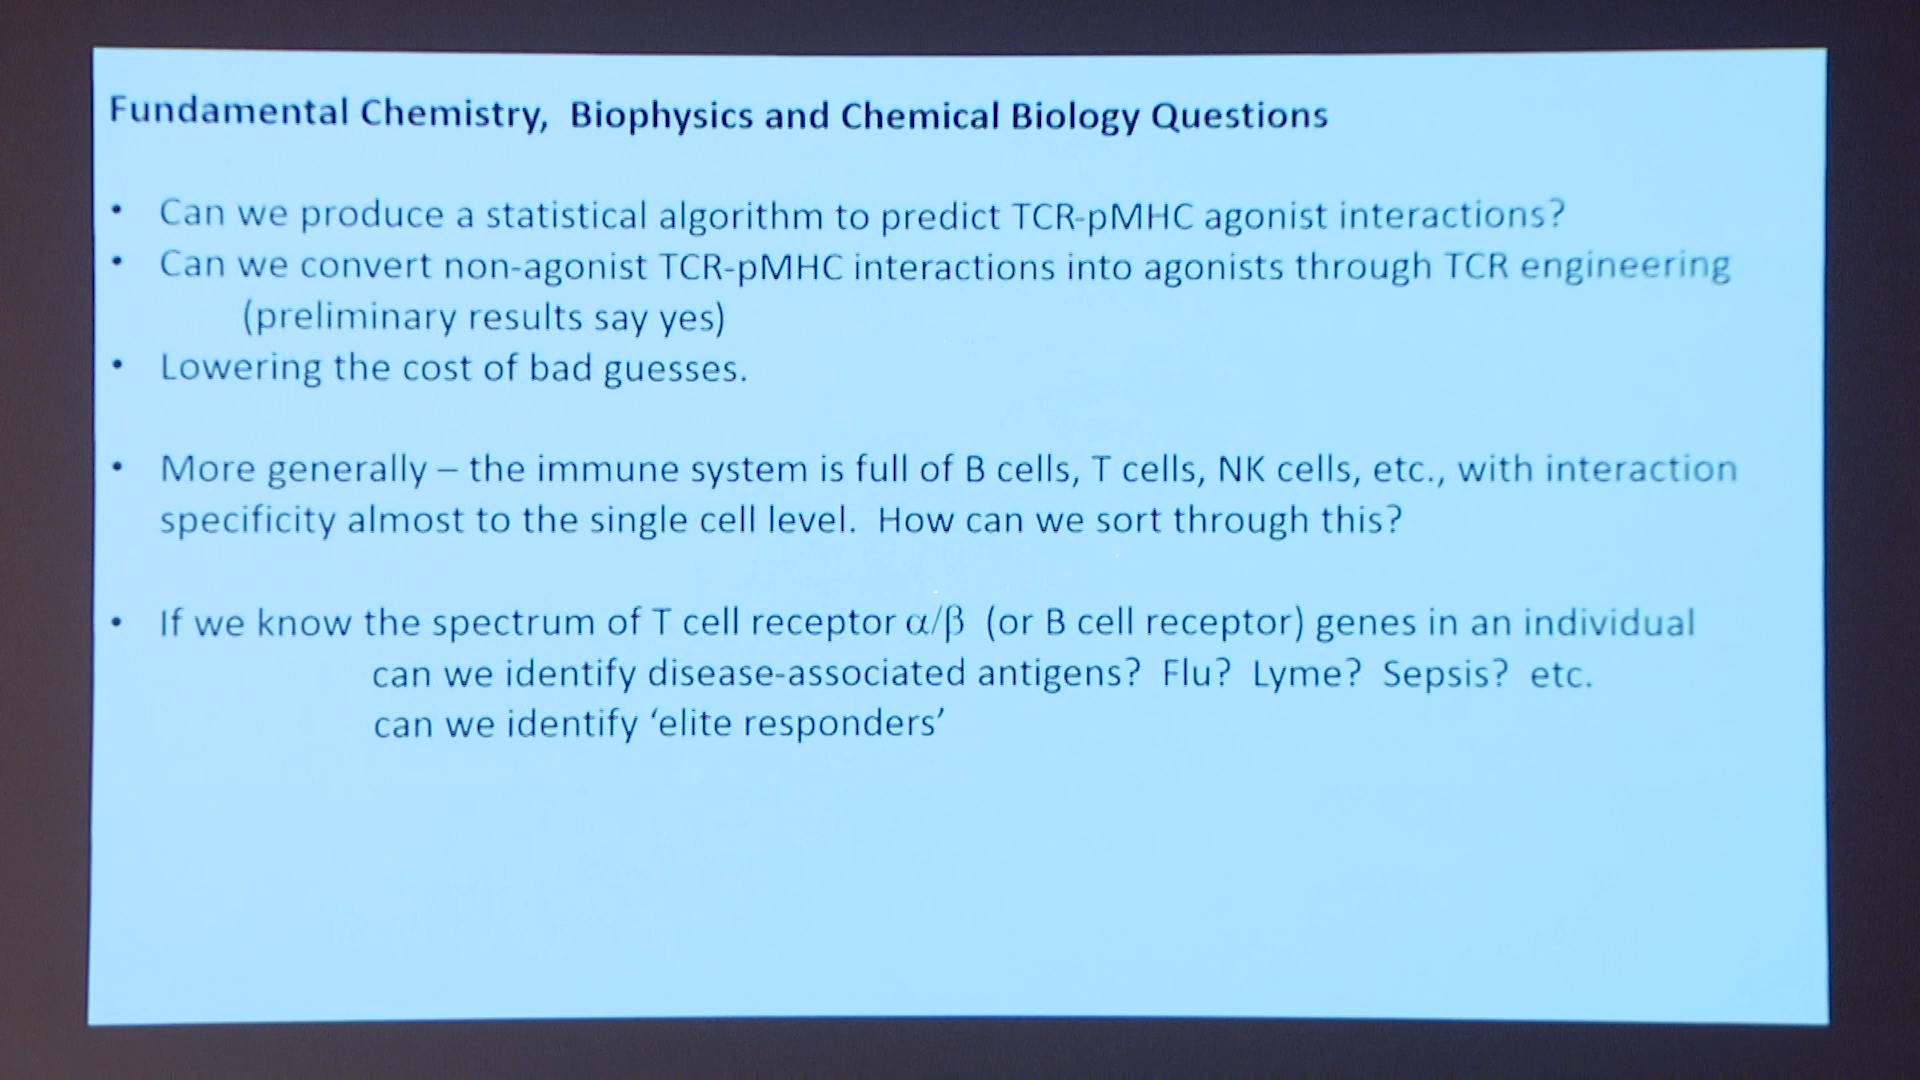 Fundamental Chemistry, Biophysics and Chemical Biology Questions
• Can we produce a statistical algorithm to predict TCR-pMHC agonist interactions?
• Can we convert non-agonist TCR-pMHC interactions into agonists through TCR engineering
(preliminary results say yes)
• Lowering the cost of bad guesses.
• More generally – the immune system is full of B cells, T cells, NK cells, etc., with interaction
specificity almost to the single cell level. How can we sort through this?
• If we know the spectrum of T cell receptor α/β (or B cell receptor) genes in an individual
can we identify disease-associated antigens? Flu? Lyme? Sepsis? etc.
can we identify ‘elite responders’